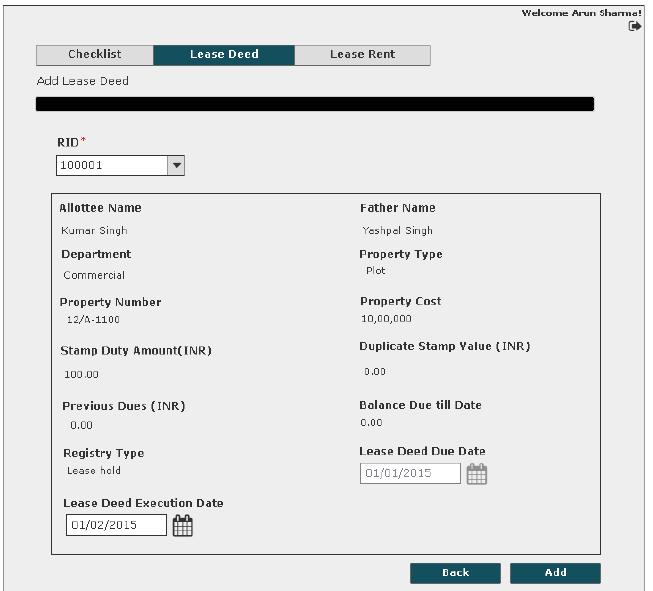 Welcome Arun Sharma!
Checklist Lease Deed Lease Rent
Add Lease Deed
RID*
100001
Allottee Name Father Name
Kumar Singh Yashpal Singh
Department Property Type
Commercial Plot
Property Number Property Cost
12/A-1100 10,00,000
Stamp Duty Amount(INR) Duplicate Stamp Value (INR)
100.00 0.00
Previous Dues (INR) Balance Due till Date
0.00 0.00
Registry Type Lease Deed Due Date
Lease hold 01/01/2015
Lease Deed Execution Date
01/02/2015
Back Add